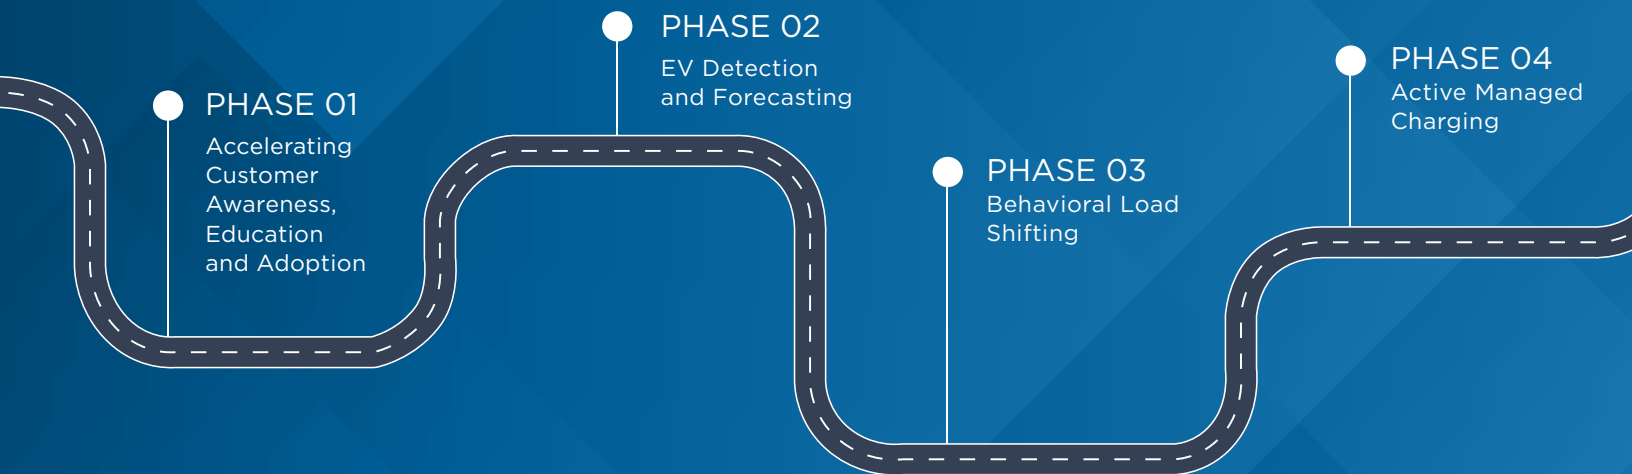 PHASE 01
Accelerating
Customer
Awareness,
Education
and Adoption
PHASE 02
EV Detection
and Forecasting
PHASE 03
Behavioral Load
Shifting
PHASE 04
Active Managed
Charging